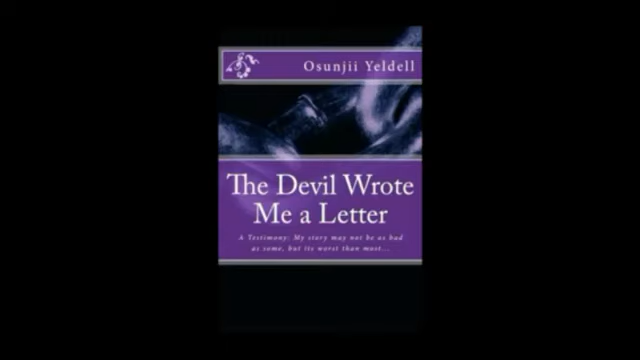 Osunjii Yeldell
The Devil Wrote
Me a Letter
A Testimony: My story may not be as bad
as some, but its worst than most...